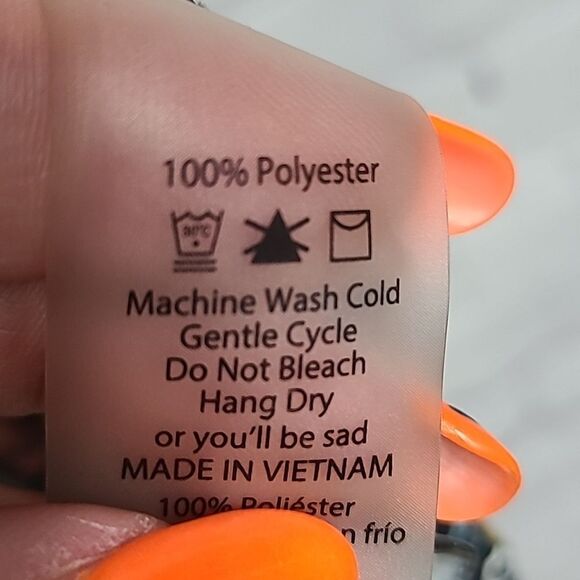 100% Polyester
30°C
Machine Wash Cold
Gentle Cycle
Do Not Bleach
Hang Dry
or you'll be sad
MADE IN VIETNAM
100% Poliéster
frío